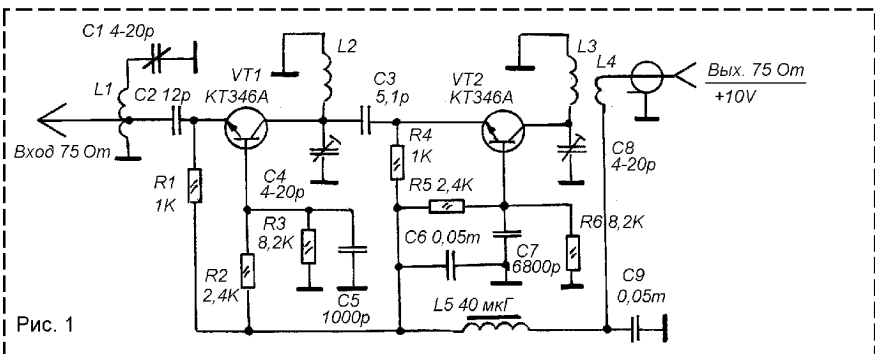 C1 4-20p
L1
C2 12p
Вход 75 От
R1
1K
VT1
КТ346А
L2
C4
4-20p
R2
2,4K
R3
8,2K
C5
1000p
C3
5,1p
VT2
КТ346А
R4
1K
R5 2,4K
C6 0,05m
C7
6800p
L5 40 мкГ
L3
L4
C8
4-20p
R6 8,2K
C9
0,05m
Вых. 75 От
+10V
Рис. 1